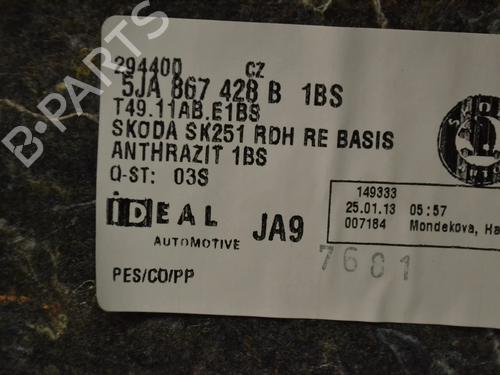 B-PARTS
294400 CZ
5JA 867 428 B 1BS
T49.11AB.E1BS
SKODA SK251 RDH RE BASIS
ANTHRAZIT 1BS
Q-ST: 03S
IDEAL
AUTOMOTIVE
JA9
149333
25.01.13 05:57
007184 Mondekova, Ha
7681
PES/CO/PP